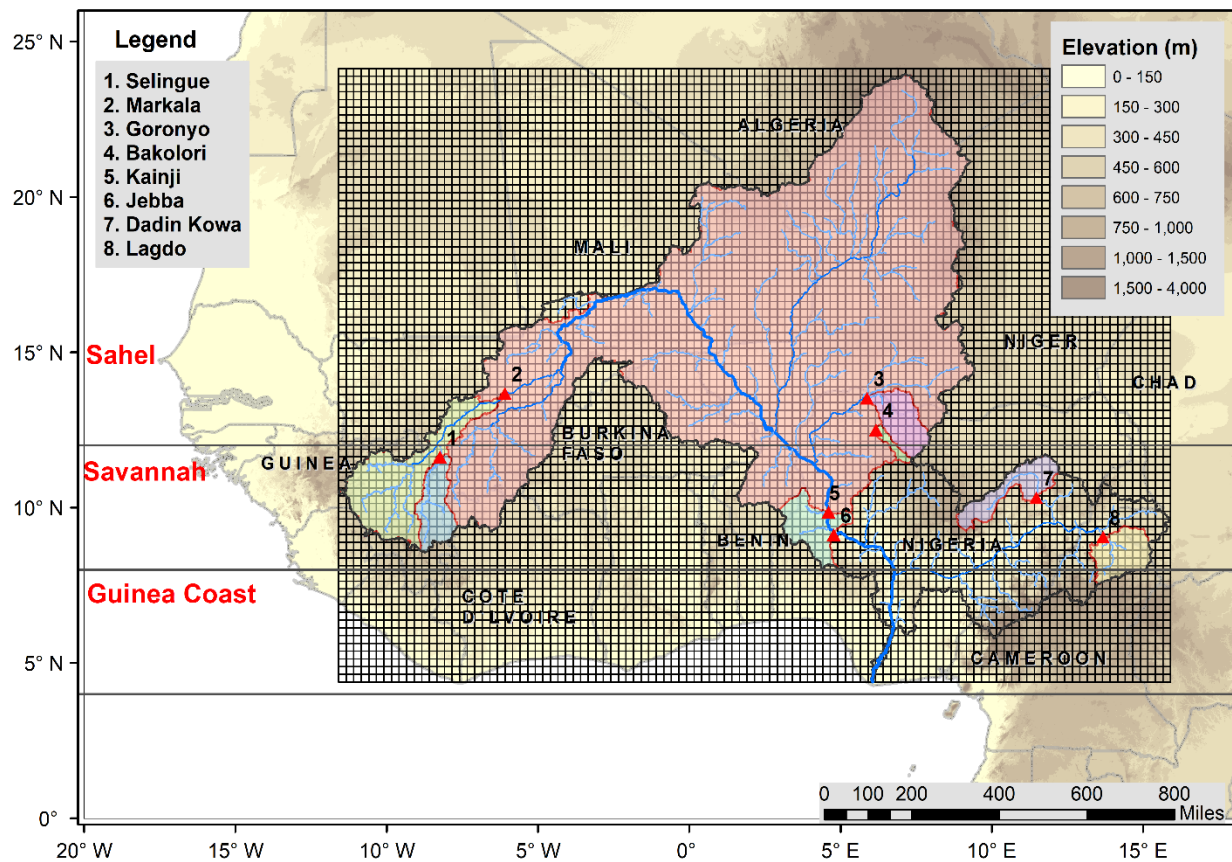 25° N
20° N
15° N
10° N
5° N
0°
20° W
15° W
10° W
5° W
0°
5° E
10° E
15° E
Legend
1. Selingue
2. Markala
3. Goronyo
4. Bakolori
5. Kainji
6. Jebba
7. Dadin Kowa
8. Lagdo
Elevation (m)
0 - 150
150 - 300
300 - 450
450 - 600
600 - 750
750 - 1,000
1,000 - 1,500
1,500 - 4,000
ALGERIA
MALI
NIGER
CHAD
Sahel
2
3
4
1
BURKINA
FASO
GUINEA
Savannah
7
5
6
8
BENIN
NIGERIA
Guinea Coast
COTE
D LVOIRE
CAMEROON
0 100 200 400 600 800
Miles